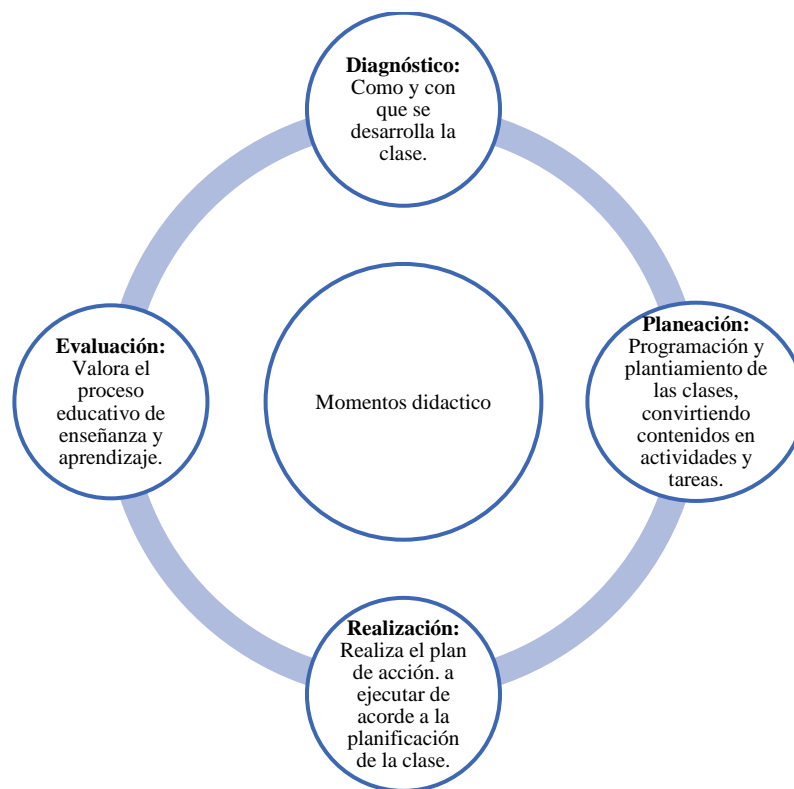 Diagnóstico:
Como y con
que se
desarrolla la
clase.
Planeación:
Programación y
plantiamiento de
las clases,
convirtiendo
contenidos en
actividades y
tareas.
Realización:
Realiza el plan
de acción. a
ejecutar de
acorde a la
planificación
de la clase.
Evaluación:
Valora el
proceso
educativo de
enseñanza y
aprendizaje.
Momentos didactico